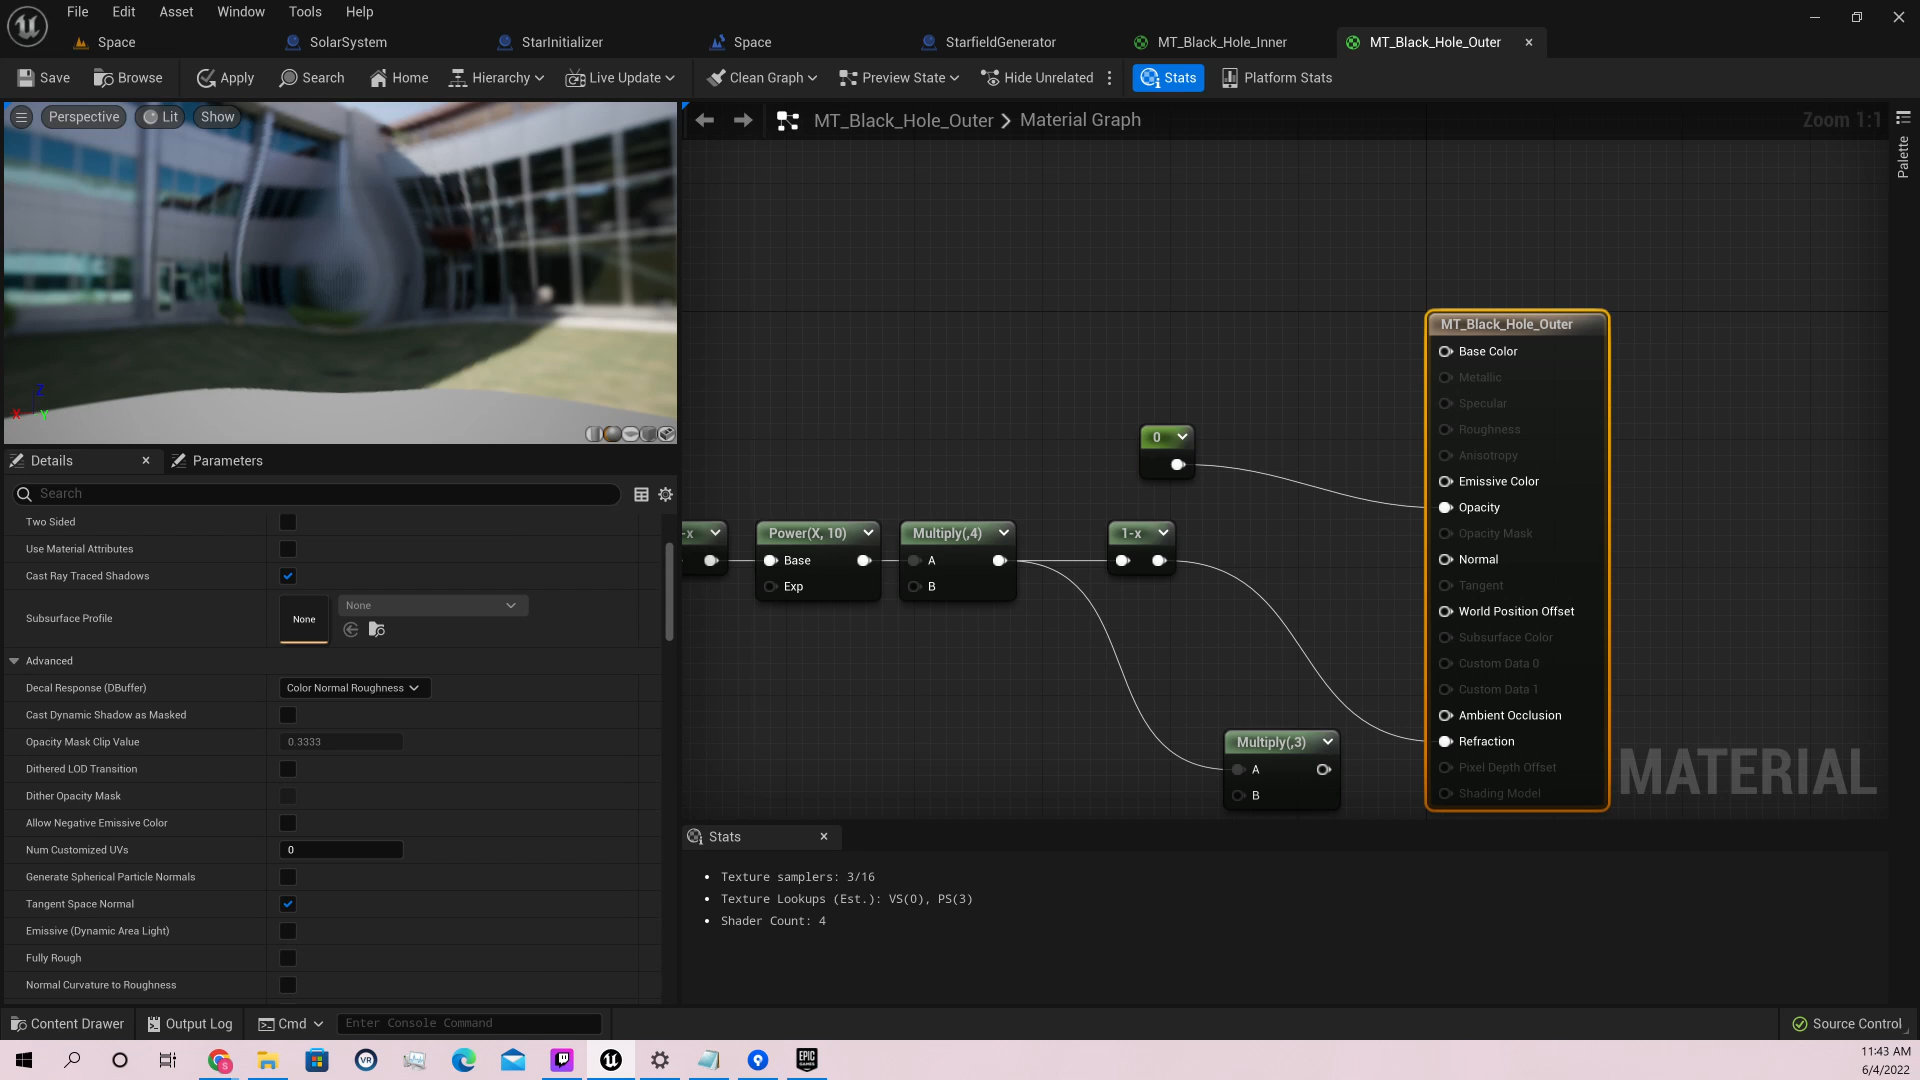 File Edit Asset Window Tools Help
Space SolarSystem StarInitializer Space StarfieldGenerator MT_Black_Hole_Inner MT_Black_Hole_Outer
Save Browse Apply Search Home Hierarchy Live Update Clean Graph Preview State Hide Unrelated Stats Platform Stats
Perspective Lit Show
MT_Black_Hole_Outer Material Graph
Zoom 1:1
Palette
Z
X Y
MT_Black_Hole_Outer
Base Color
Metallic
Specular
Roughness
Anisotropy
Emissive Color
Opacity
Opacity Mask
Normal
Tangent
World Position Offset
Subsurface Color
Custom Data 0
Custom Data 1
Ambient Occlusion
Refraction
Pixel Depth Offset
Shading Model
0
-x
Power(X, 10)
Base
Exp
Multiply(,4)
A
B
1-x
Multiply(,3)
A
B
MATERIAL
Details Parameters
Search
Two Sided
Use Material Attributes
Cast Ray Traced Shadows
Subsurface Profile None None
Advanced
Decal Response (DBuffer) Color Normal Roughness
Cast Dynamic Shadow as Masked
Opacity Mask Clip Value 0.3333
Dithered LOD Transition
Dither Opacity Mask
Allow Negative Emissive Color
Num Customized UVs 0
Generate Spherical Particle Normals
Tangent Space Normal
Emissive (Dynamic Area Light)
Fully Rough
Normal Curvature to Roughness
Stats
Texture samplers: 3/16
Texture Lookups (Est.): VS(0), PS(3)
Shader Count: 4
Content Drawer Output Log Cmd Enter Console Command Source Control
VR
EPIC
GAMES
11:43 AM
6/4/2022